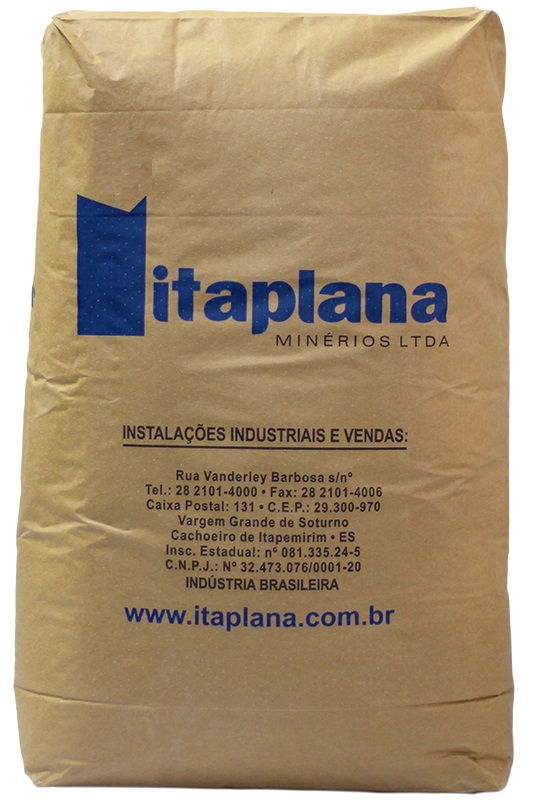 itaplana
MINÉRIOS LTDA
INSTALAÇÕES INDUSTRIAIS E VENDAS:
Rua Vanderley Barbosa s/nº
Tel.: 28 2101-4000 • Fax: 28 2101-4006
Caixa Postal: 131 • C.E.P.: 29.300-970
Vargem Grande de Soturno
Cachoeiro de Itapemirim • ES
Insc. Estadual: nº 081.335.24-5
C.N.P.J.: Nº 32.473.076/0001-20
INDÚSTRIA BRASILEIRA
www.itaplana.com.br